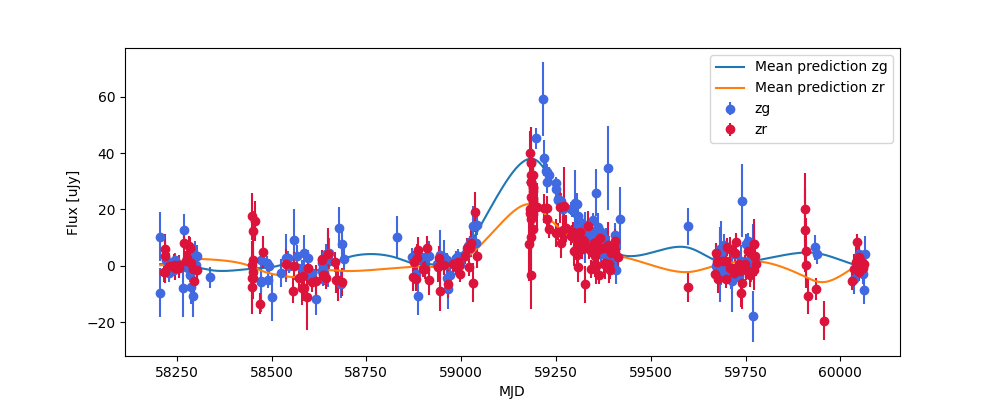 Mean prediction zg
Mean prediction zr
zg
zr
60
40
20
0
−20
Flux [uJy]
58250 58500 58750 59000 59250 59500 59750 60000
MJD